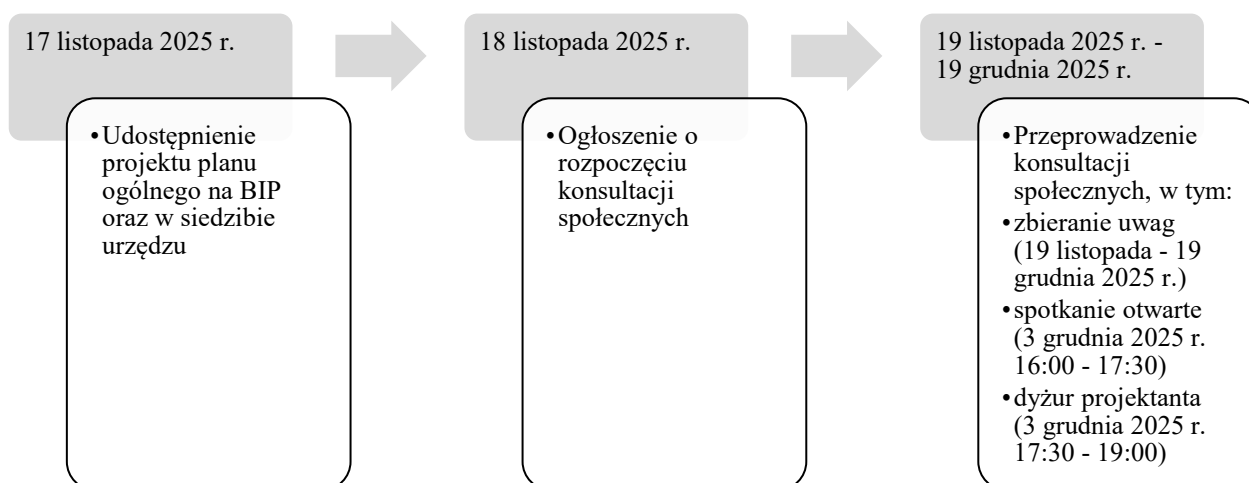 17 listopada 2025 r.
•Udostępnienie
projektu planu
ogólnego na BIP
oraz w siedzibie
urzędzu
18 listopada 2025 r.
•Ogłoszenie o
rozpoczęciu
konsultacji
społecznych
19 listopada 2025 r. -
19 grudnia 2025 r.
•Przeprowadzenie
konsultacji
społecznych, w tym:
•zbieranie uwag
(19 listopada - 19
grudnia 2025 r.)
•spotkanie otwarte
(3 grudnia 2025 r.
16:00 - 17:30)
•dyżur projektanta
(3 grudnia 2025 r.
17:30 - 19:00)